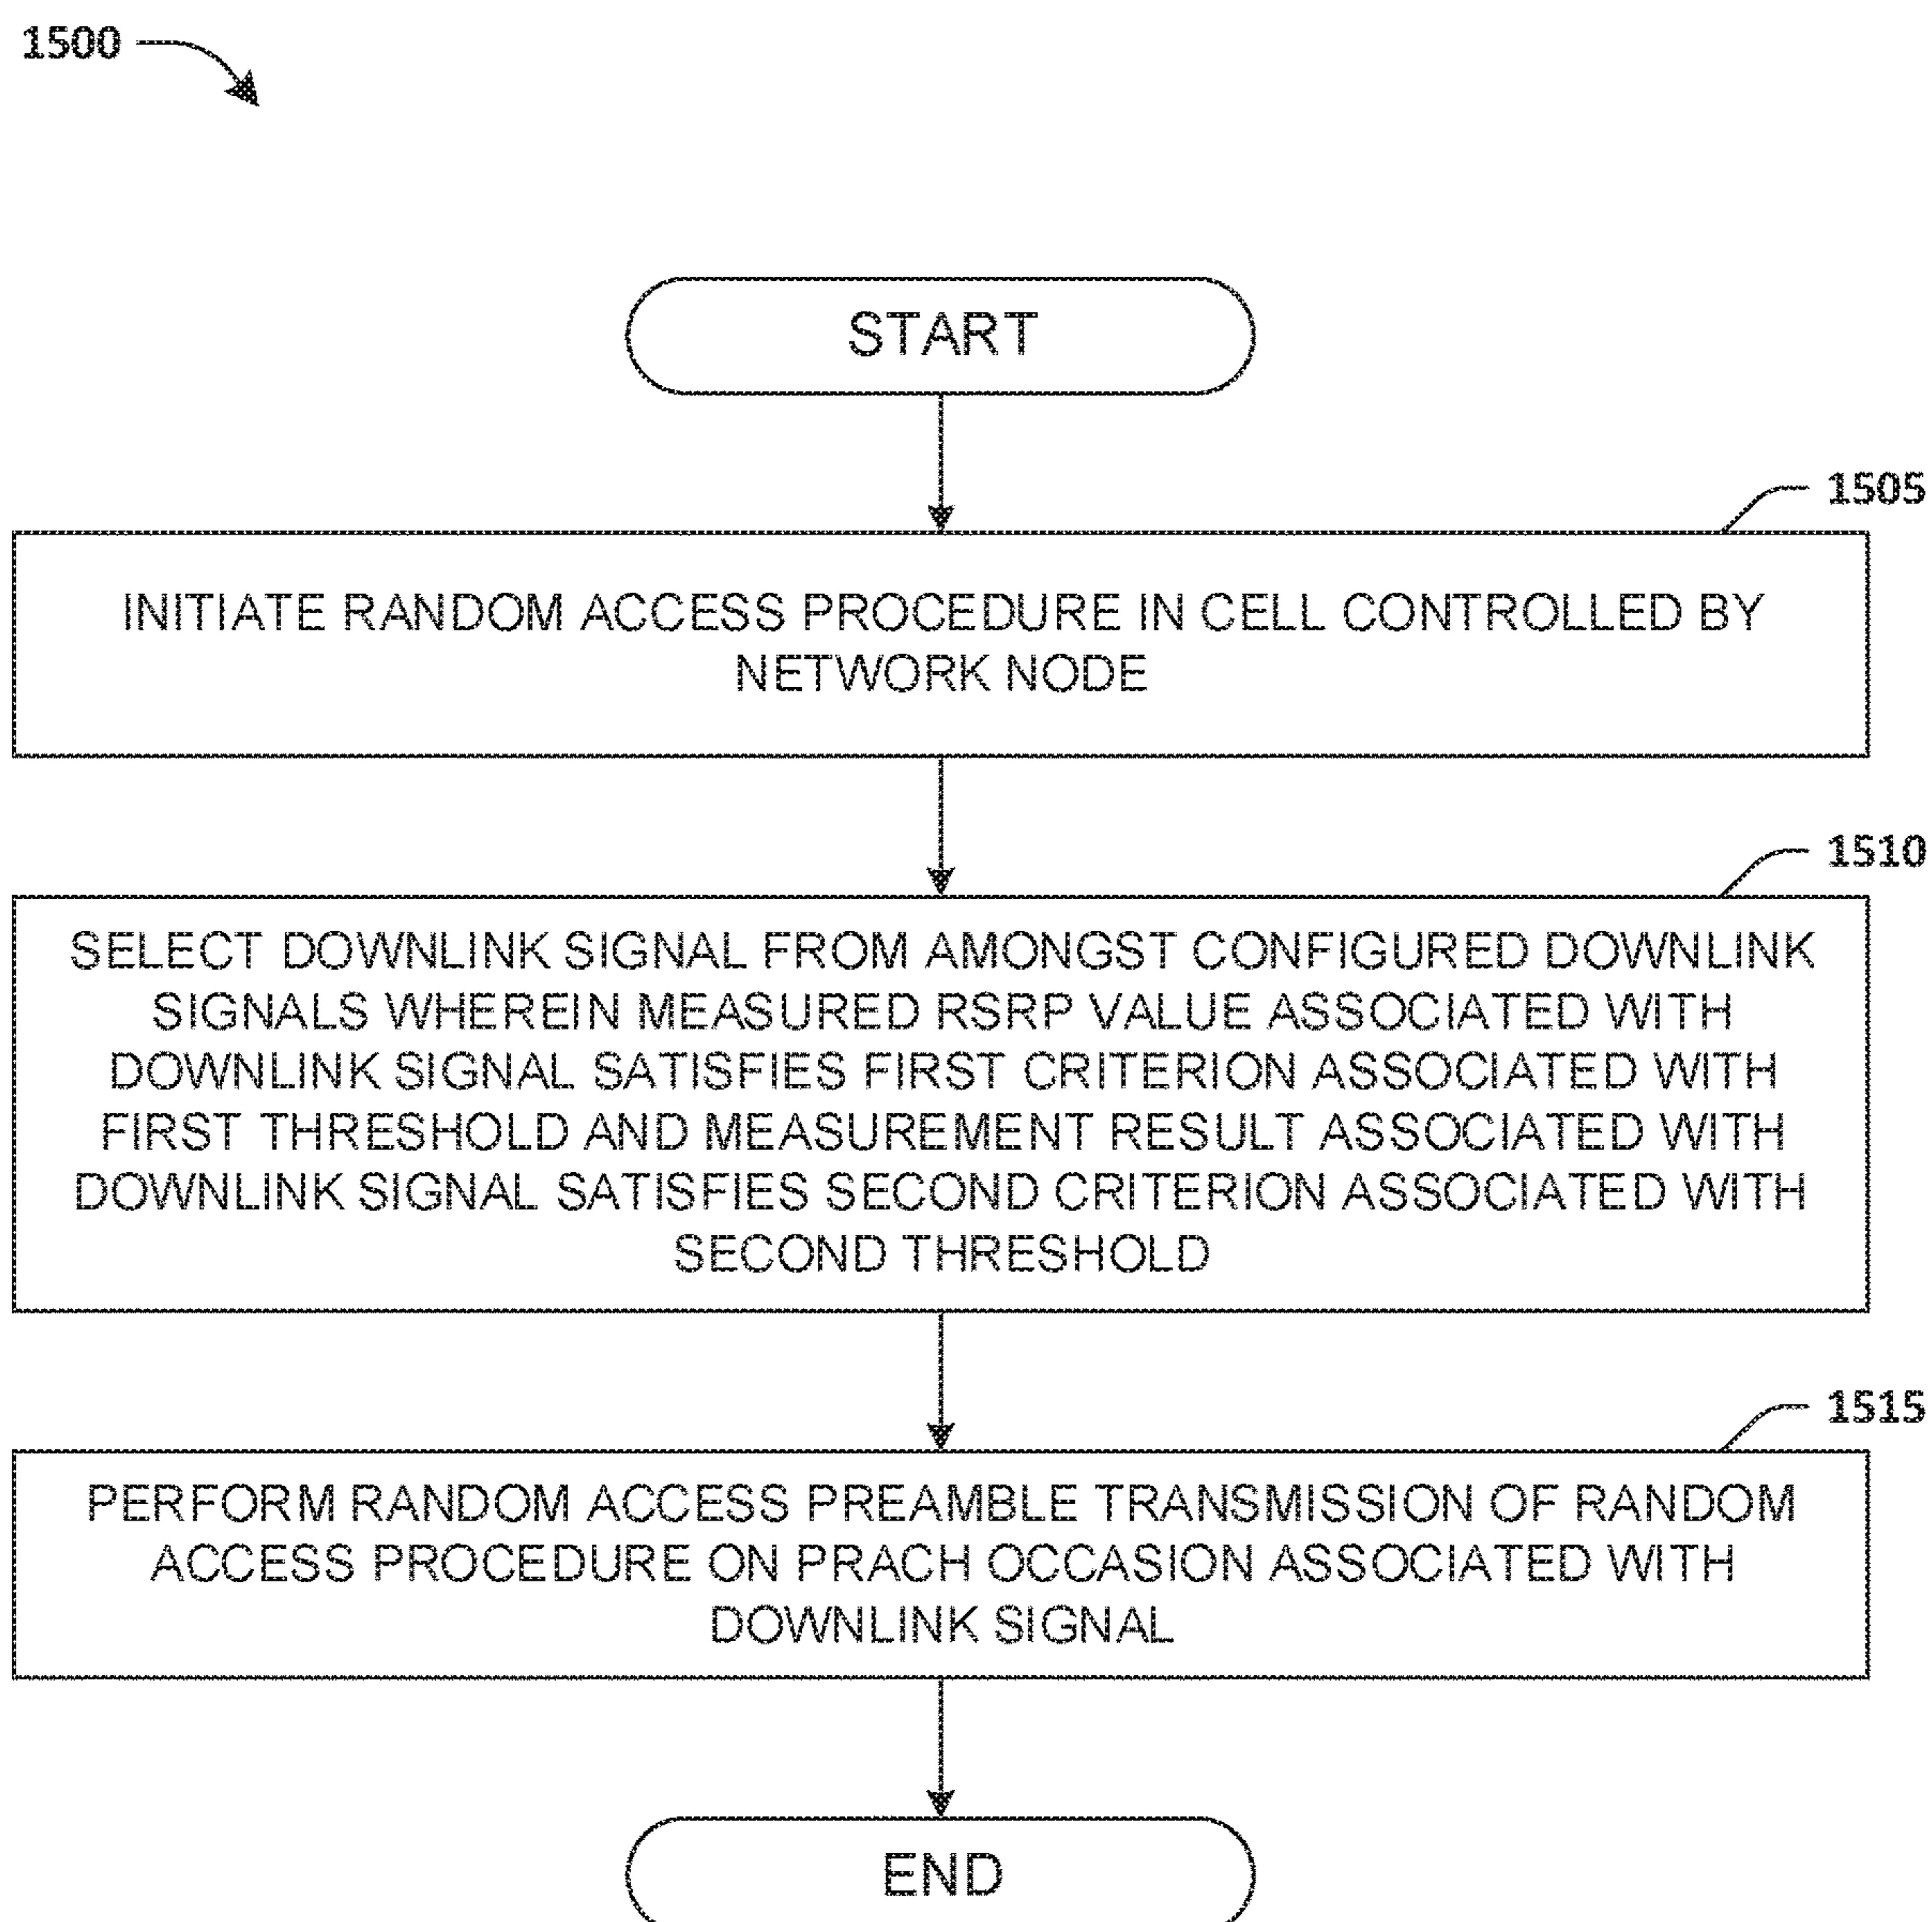 1500
START
1505
INITIATE RANDOM ACCESS PROCEDURE IN CELL CONTROLLED BY
NETWORK NODE
1510
SELECT DOWNLINK SIGNAL FROM AMONGST CONFIGURED DOWNLINK
SIGNALS WHEREIN MEASURED RSRP VALUE ASSOCIATED WITH
DOWNLINK SIGNAL SATISFIES FIRST CRITERION ASSOCIATED WITH
FIRST THRESHOLD AND MEASUREMENT RESULT ASSOCIATED WITH
DOWNLINK SIGNAL SATISFIES SECOND CRITERION ASSOCIATED WITH
SECOND THRESHOLD
1515
PERFORM RANDOM ACCESS PREAMBLE TRANSMISSION OF RANDOM
ACCESS PROCEDURE ON PRACH OCCASION ASSOCIATED WITH
DOWNLINK SIGNAL
END